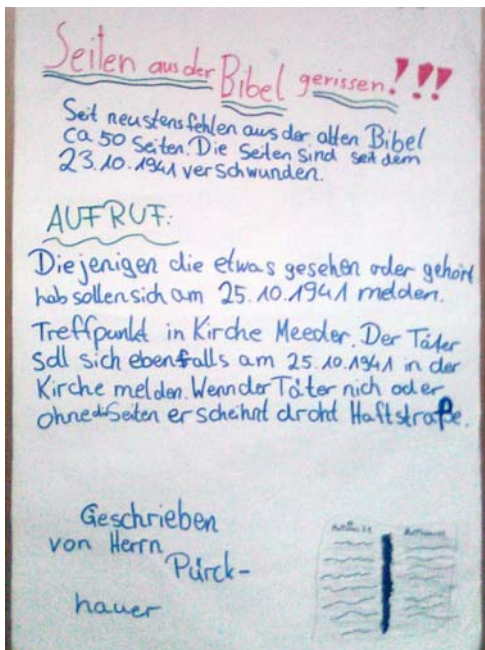 Seiten aus der Bibel gerissen!!!
Seit neustens fehlen aus der alten Bibel
ca. 50 Seiten. Die Seiten sind seit dem
23.10.1941 verschwunden.
AUFRUF:
Diejenigen die etwas gesehen oder gehört
hab sollen sich am 25.10.1941 melden.
Treffpunkt in Kirche Meeder. Der Täter
soll sich ebenfalls am 25.10.1941 in der
Kirche melden. Wenn der Täter nich oder
ohne die Seiten erscheihnt droht Haftstrafe.
Geschrieben
von Herrn
Pürck-
hauer